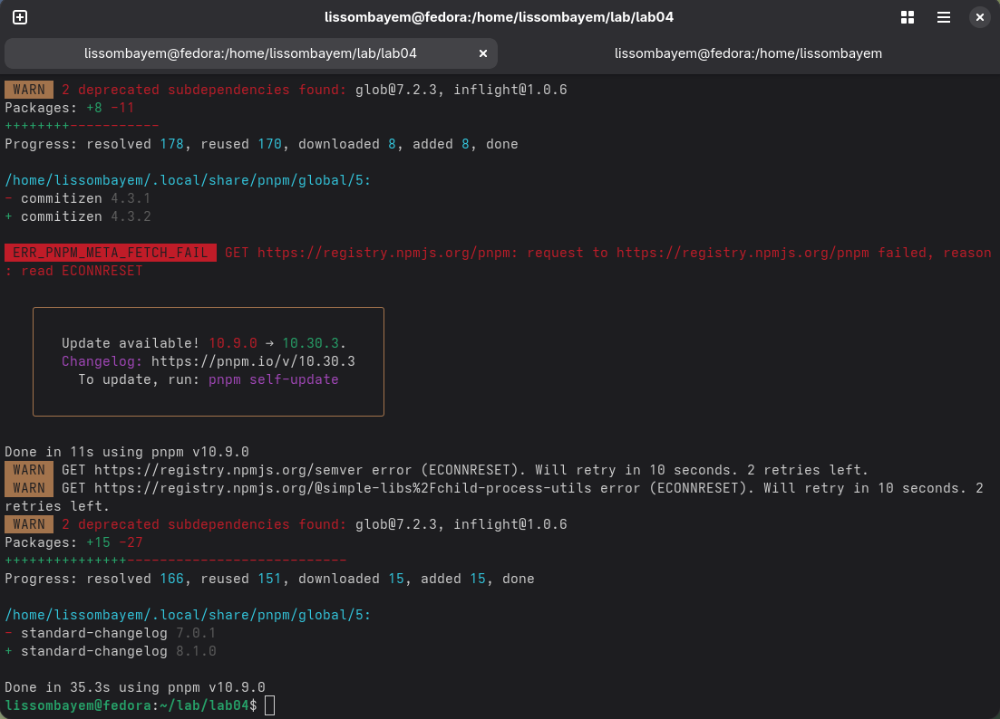 lissombayem@fedora:/home/lissombayem/lab/lab04
lissombayem@fedora:/home/lissombayem/lab/lab04 × lissombayem@fedora:/home/lissombayem
WARN 2 deprecated subdependencies found: glob@7.2.3, inflight@1.0.6
Packages: +8 -11
++++++++-----------
Progress: resolved 178, reused 170, downloaded 8, added 8, done
/home/lissombayem/.local/share/pnpm/global/5:
- commitizen 4.3.1
+ commitizen 4.3.2
ERR_PNPM_META_FETCH_FAIL GET https://registry.npmjs.org/pnpm: request to https://registry.npmjs.org/pnpm failed, reason
: read ECONNRESET
Update available! 10.9.0 → 10.30.3.
Changelog: https://pnpm.io/v/10.30.3
To update, run: pnpm self-update
Done in 11s using pnpm v10.9.0
WARN GET https://registry.npmjs.org/semver error (ECONNRESET). Will retry in 10 seconds. 2 retries left.
WARN GET https://registry.npmjs.org/@simple-libs%2Fchild-process-utils error (ECONNRESET). Will retry in 10 seconds. 2
retries left.
WARN 2 deprecated subdependencies found: glob@7.2.3, inflight@1.0.6
Packages: +15 -27
+++++++++++++++---------------------------
Progress: resolved 166, reused 151, downloaded 15, added 15, done
/home/lissombayem/.local/share/pnpm/global/5:
- standard-changelog 7.0.1
+ standard-changelog 8.1.0
Done in 35.3s using pnpm v10.9.0
lissombayem@fedora:~/lab/lab04$